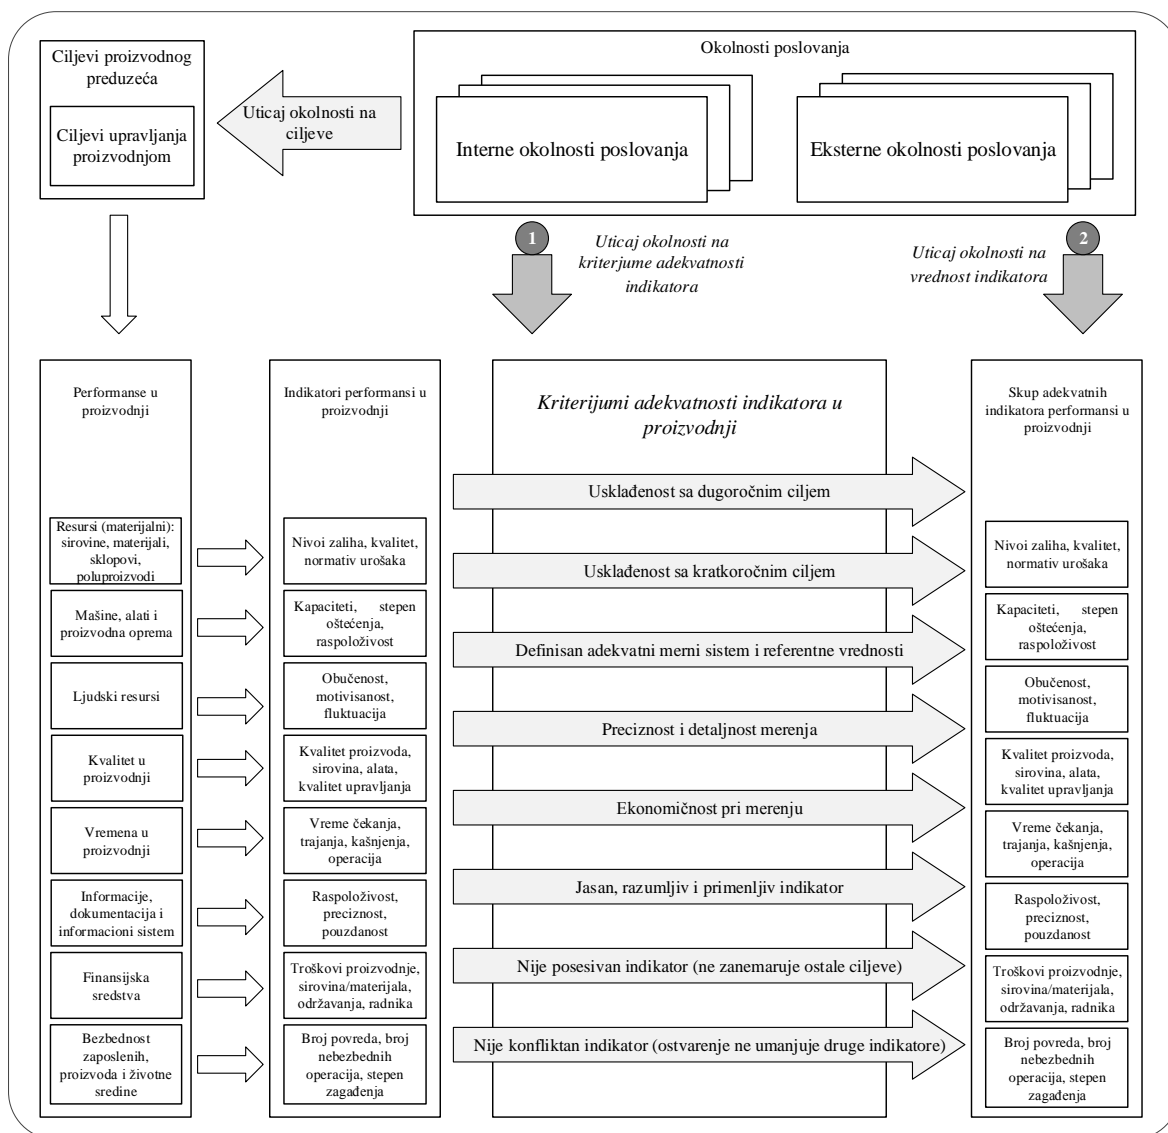 Ciljevi proizvodnog
preduzeća
Ciljevi upravljanja
proizvodnjom
Uticaj okolnosti na
ciljeve
Okolnosti poslovanja
Interne okolnosti poslovanja
Eksterne okolnosti poslovanja
1
Uticaj okolnosti na
kriterjume adekvatnosti
indikatora
2
Uticaj okolnosti na
vrednost indikatora
Performanse u
proizvodnji
Resursi (materijalni):
sirovine, materijali,
sklopovi,
poluproizvodi
Mašine, alati i
proizvodna oprema
Ljudski resursi
Kvalitet u
proizvodnji
Vremena u
proizvodnji
Informacije,
dokumentacija i
informacioni sistem
Finansijska
sredstva
Bezbednost
zaposlenih,
proizvoda i životne
sredine
Indikatori performansi u
proizvodnji
Nivoi zaliha, kvalitet,
normativ urošaka
Kapaciteti, stepen
oštećenja,
raspoloživost
Obučenost,
motivisanost,
fluktuacija
Kvalitet proizvoda,
sirovina, alata,
kvalitet upravljanja
Vreme čekanja,
trajanja, kašnjenja,
operacija
Raspoloživost,
preciznost,
pouzdanost
Troškovi proizvodnje,
sirovina/materijala,
održavanja, radnika
Broj povreda, broj
nebezbednih
operacija, stepen
zagađenja
Kriterijumi adekvatnosti indikatora u
proizvodnji
Usklađenost sa dugoročnim ciljem
Usklađenost sa kratkoročnim ciljem
Definisan adekvatni merni sistem i referentne vrednosti
Preciznost i detaljnost merenja
Ekonomičnost pri merenju
Jasan, razumljiv i primenljiv indikator
Nije posesivan indikator (ne zanemaruje ostale ciljeve)
Nije konfliktan indikator (ostvarenje ne umanjuje druge indikatore)
Skup adekvatnih
indikatora performansi u
proizvodnji
Nivoi zaliha, kvalitet,
normativ urošaka
Kapaciteti, stepen
oštećenja,
raspoloživost
Obučenost,
motivisanost,
fluktuacija
Kvalitet proizvoda,
sirovina, alata,
kvalitet upravljanja
Vreme čekanja,
trajanja, kašnjenja,
operacija
Raspoloživost,
preciznost,
pouzdanost
Troškovi proizvodnje,
sirovina/materijala,
održavanja, radnika
Broj povreda, broj
nebezbednih
operacija, stepen
zagađenja